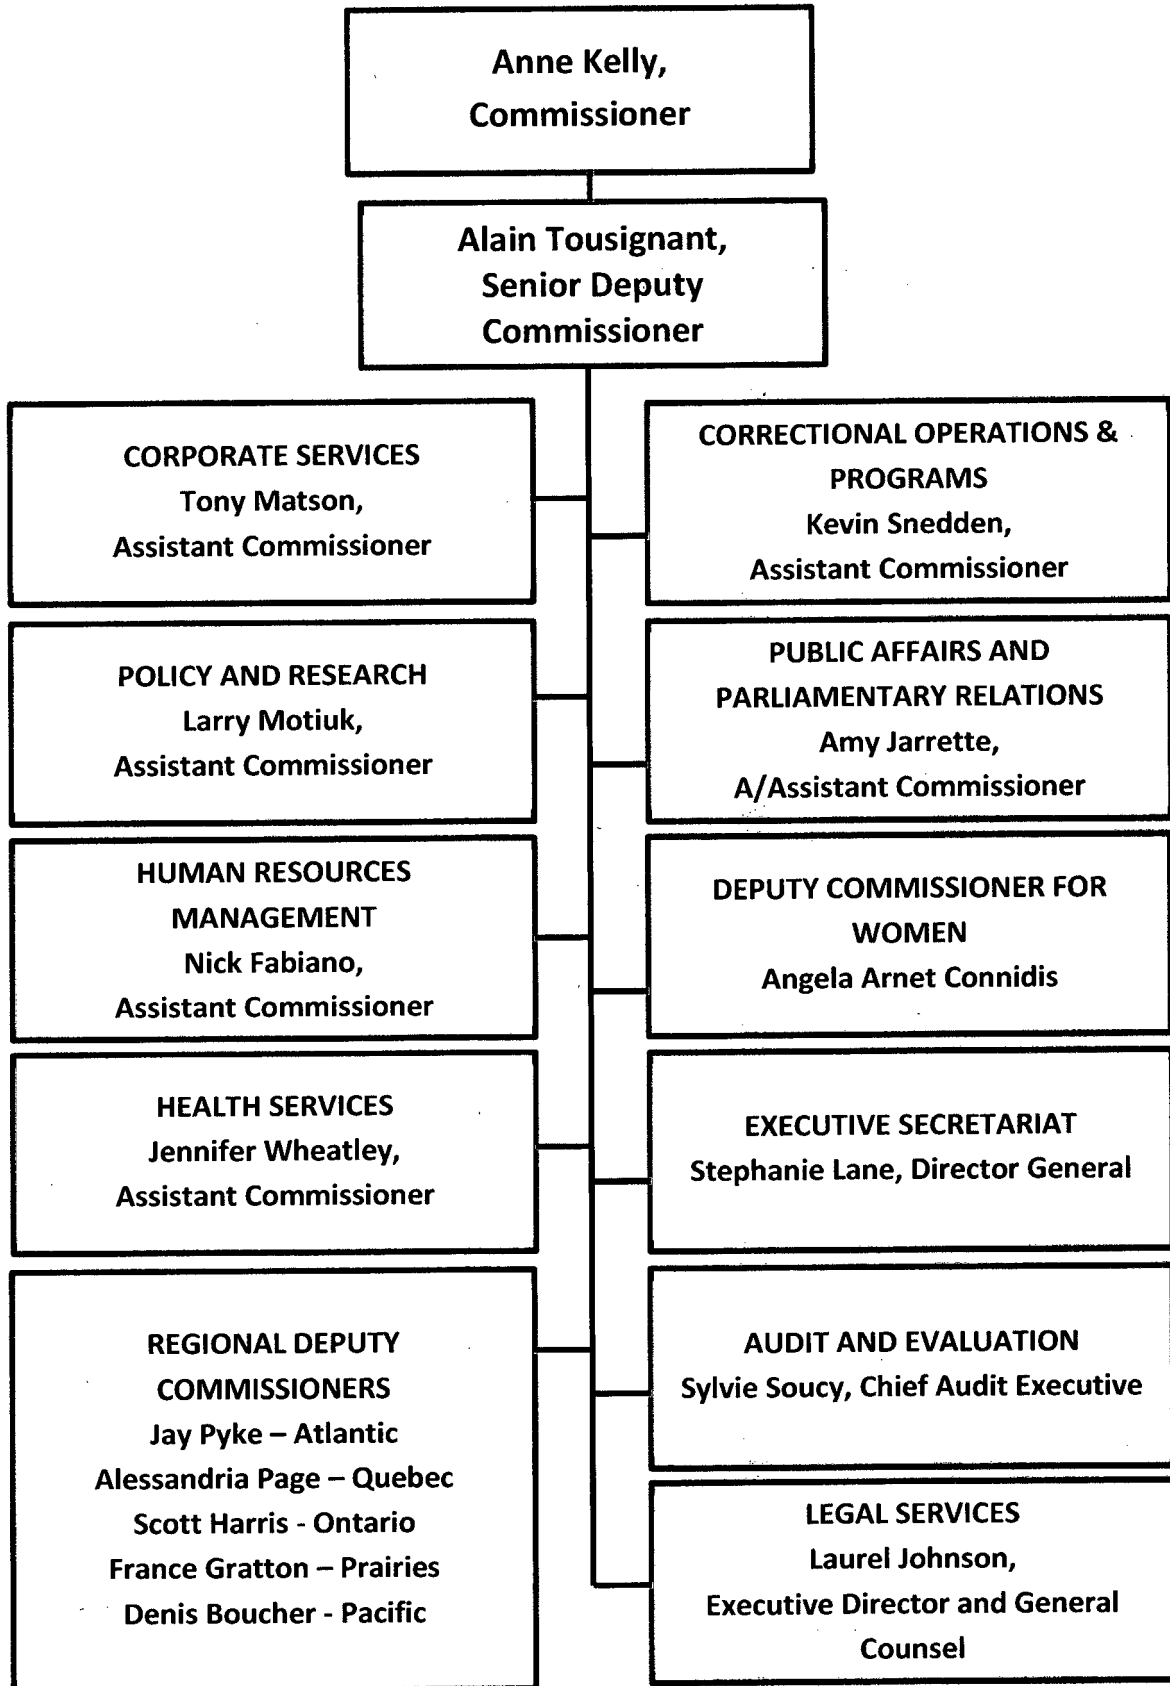 Anne Kelly,
Commissioner
Alain Tousignant,
Senior Deputy
Commissioner
CORPORATE SERVICES
Tony Matson,
Assistant Commissioner
CORRECTIONAL OPERATIONS &
PROGRAMS
Kevin Snedden,
Assistant Commissioner
POLICY AND RESEARCH
Larry Motiuk,
Assistant Commissioner
PUBLIC AFFAIRS AND
PARLIAMENTARY RELATIONS
Amy Jarrette,
A/Assistant Commissioner
HUMAN RESOURCES
MANAGEMENT
Nick Fabiano,
Assistant Commissioner
DEPUTY COMMISSIONER FOR
WOMEN
Angela Arnet Connidis
HEALTH SERVICES
Jennifer Wheatley,
Assistant Commissioner
EXECUTIVE SECRETARIAT
Stephanie Lane, Director General
REGIONAL DEPUTY
COMMISSIONERS
Jay Pyke – Atlantic
Alessandria Page – Quebec
Scott Harris - Ontario
France Gratton – Prairies
Denis Boucher - Pacific
AUDIT AND EVALUATION
Sylvie Soucy, Chief Audit Executive
LEGAL SERVICES
Laurel Johnson,
Executive Director and General
Counsel